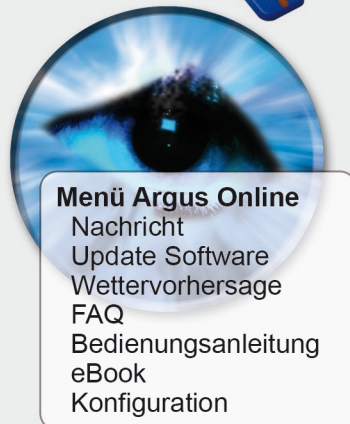 Menü Argus Online
Nachricht
Update Software
Wettervorhersage
FAQ
Bedienungsanleitung
eBook
Konfiguration